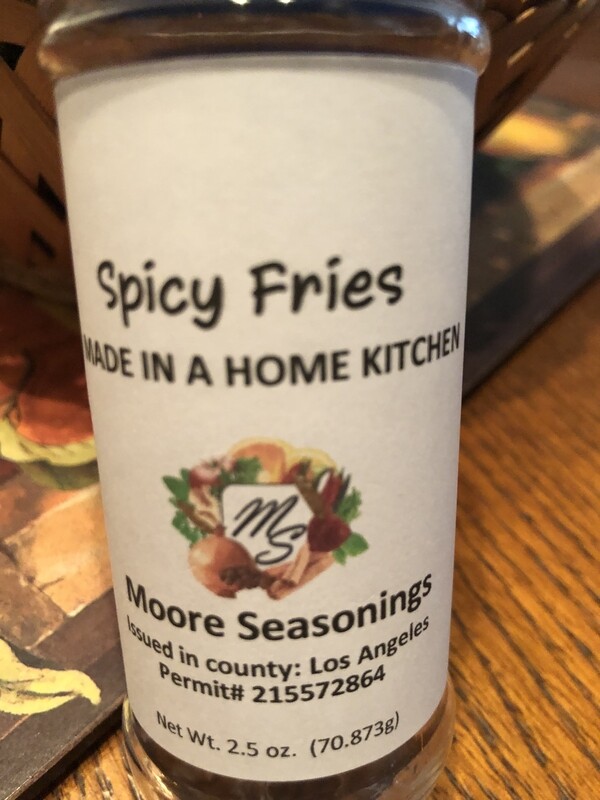 Spicy Fries
MADE IN A HOME KITCHEN
MS
Moore Seasonings
Issued in county: Los Angeles
Permit# 215572864
Net Wt. 2.5 oz. (70.873g)